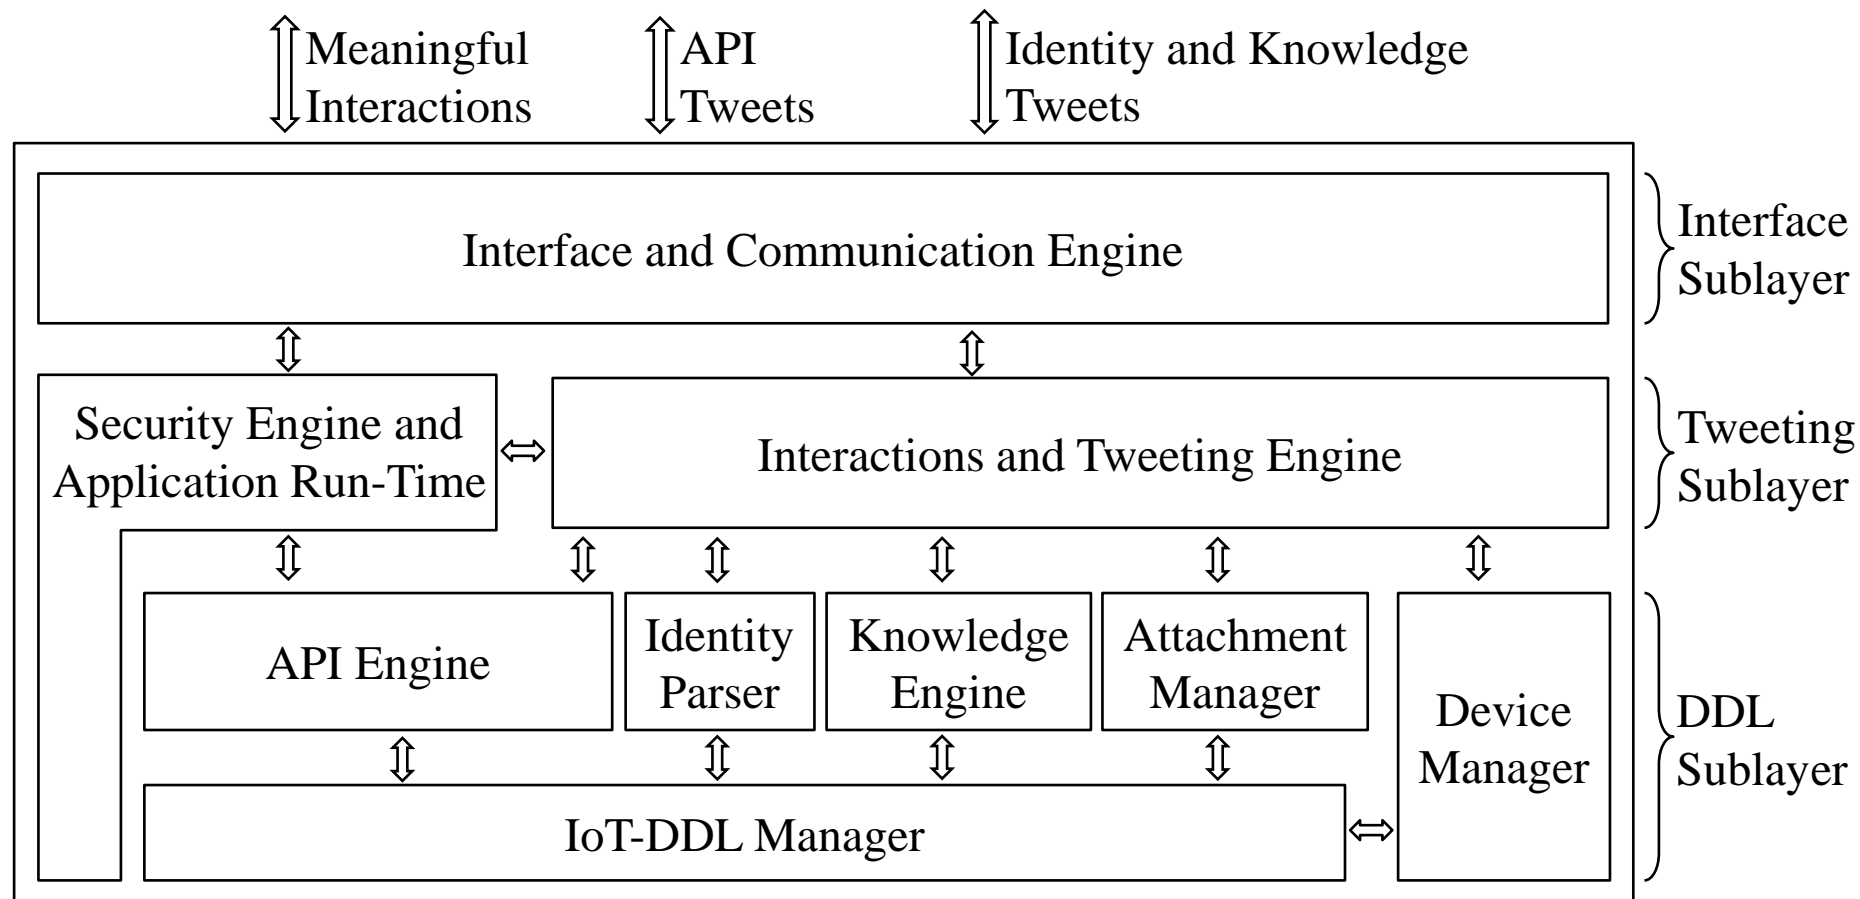 Meaningful
Interactions
API
Tweets
Identity and Knowledge
Tweets
Interface and Communication Engine
Interface
Sublayer
Security Engine and
Application Run-Time
Interactions and Tweeting Engine
Tweeting
Sublayer
API Engine
Identity
Parser
Knowledge
Engine
Attachment
Manager
Device
Manager
DDL
Sublayer
IoT-DDL Manager